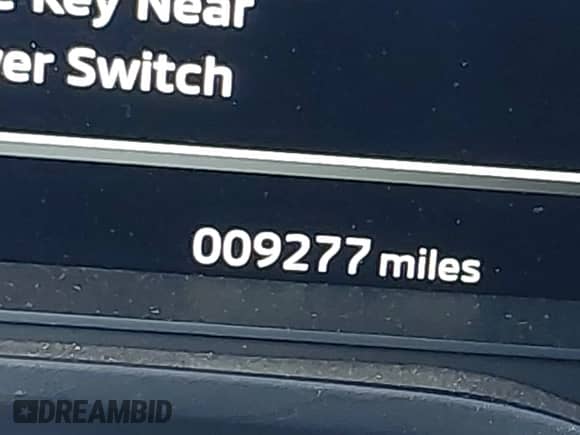 Key Near
er Switch
009277 miles
DREAMBID